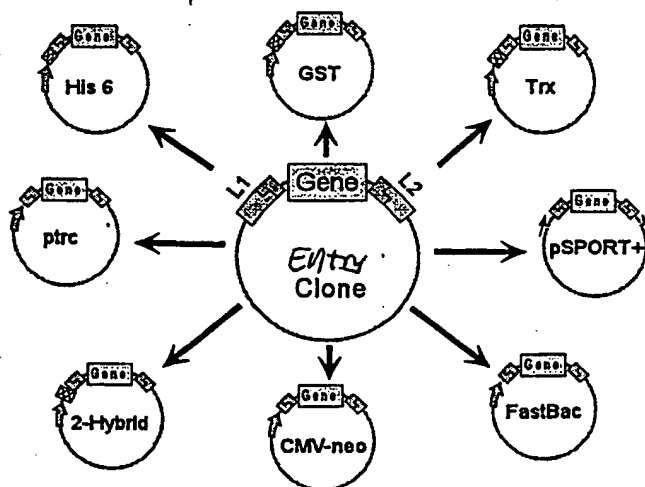 Gene
His 6
Gene
GST
Gene
Trx
Gene
ptrc
L1
Gene
L2
Entry
Clone
Gene
pSPORT+
Gene
2-Hybrid
Gene
CMV-neo
Gene
FastBac